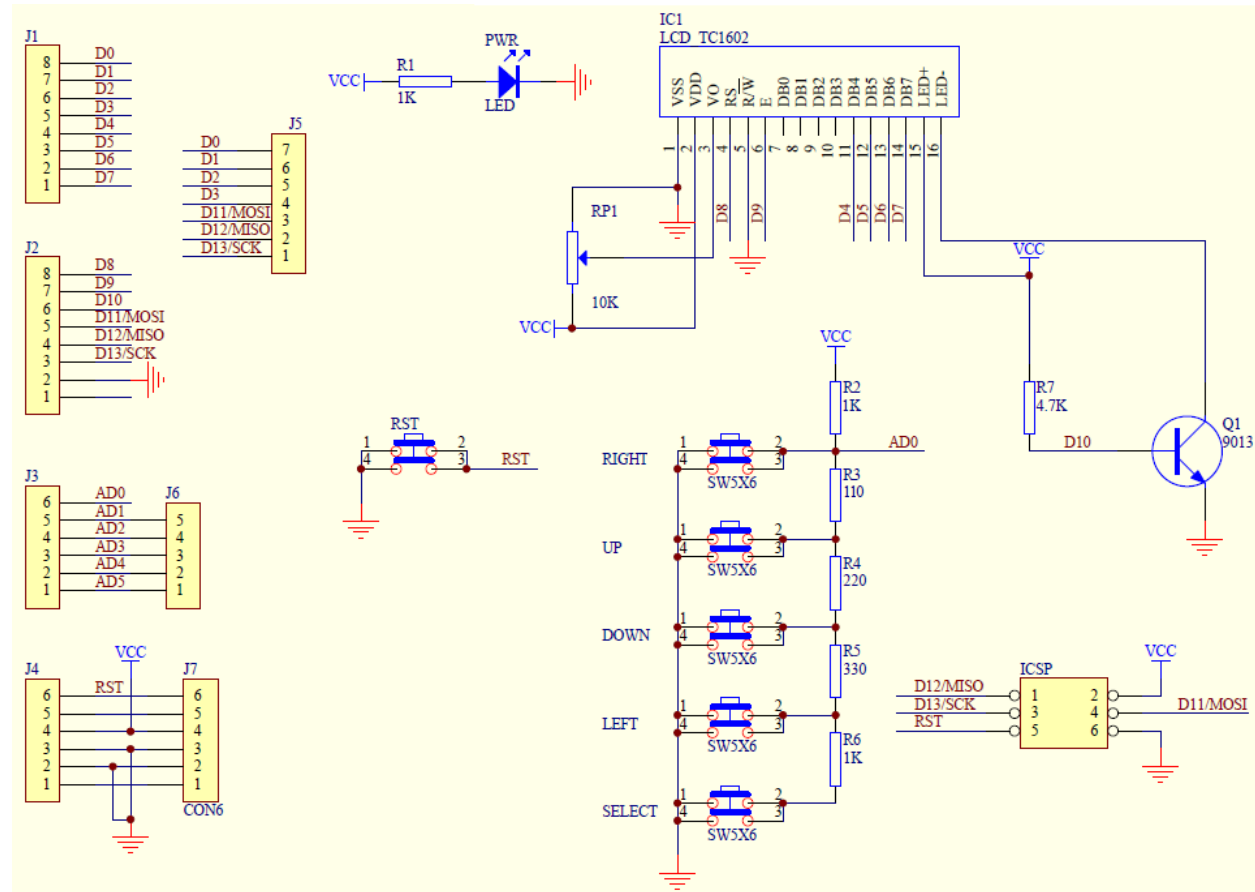 J1
8 D0
7 D1
6 D2
5 D3
4 D4
3 D5
2 D6
1 D7
J5
D0 7
D1 6
D2 5
D3 4
D11/MOSI 3
D12/MISO 2
D13/SCK 1
J2
8 D8
7 D9
6 D10
5 D11/MOSI
4 D12/MISO
3 D13/SCK
2
1
J3
6 AD0
5 AD1
4 AD2
3 AD3
2 AD4
1 AD5
J6
5
4
3
2
1
VCC
J4
6 RST
5
4
3
2
1
J7
6
5
4
3
2
1
CON6
PWR
VCC R1
1K LED
IC1
LCD TC1602
VSS VDD VO RS R/W E DB0 DB1 DB2 DB3 DB4 DB5 DB6 DB7 LED+ LED-
1 2 3 4 5 6 7 8 9 10 11 12 13 14 15 16
D8 D9 D4 D5 D6 D7
RP1
10K
VCC
VCC
R7
4.7K
D10
Q1
9013
RST
1 2
4 3 RST
VCC
R2
1K
AD0
RIGHT
1 2
4 3
SW5X6
R3
110
UP
1 2
4 3
SW5X6
R4
220
DOWN
1 2
4 3
SW5X6
R5
330
LEFT
1 2
4 3
SW5X6
R6
1K
SELECT
1 2
4 3
SW5X6
ICSP
VCC
D12/MISO 1 2
D13/SCK 3 4 D11/MOSI
RST 5 6